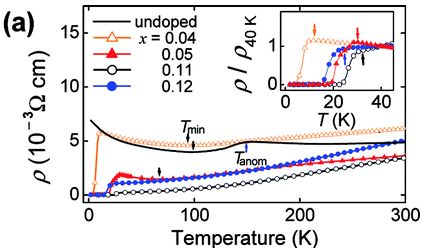 (a)
undoped
x = 0.04
0.05
0.11
0.12
ρ (10⁻³Ω cm)
15
10
5
0
0
100
200
300
Temperature (K)
Tmin
Tanom
ρ / ρ40 K
1
0
0
20
40
T (K)